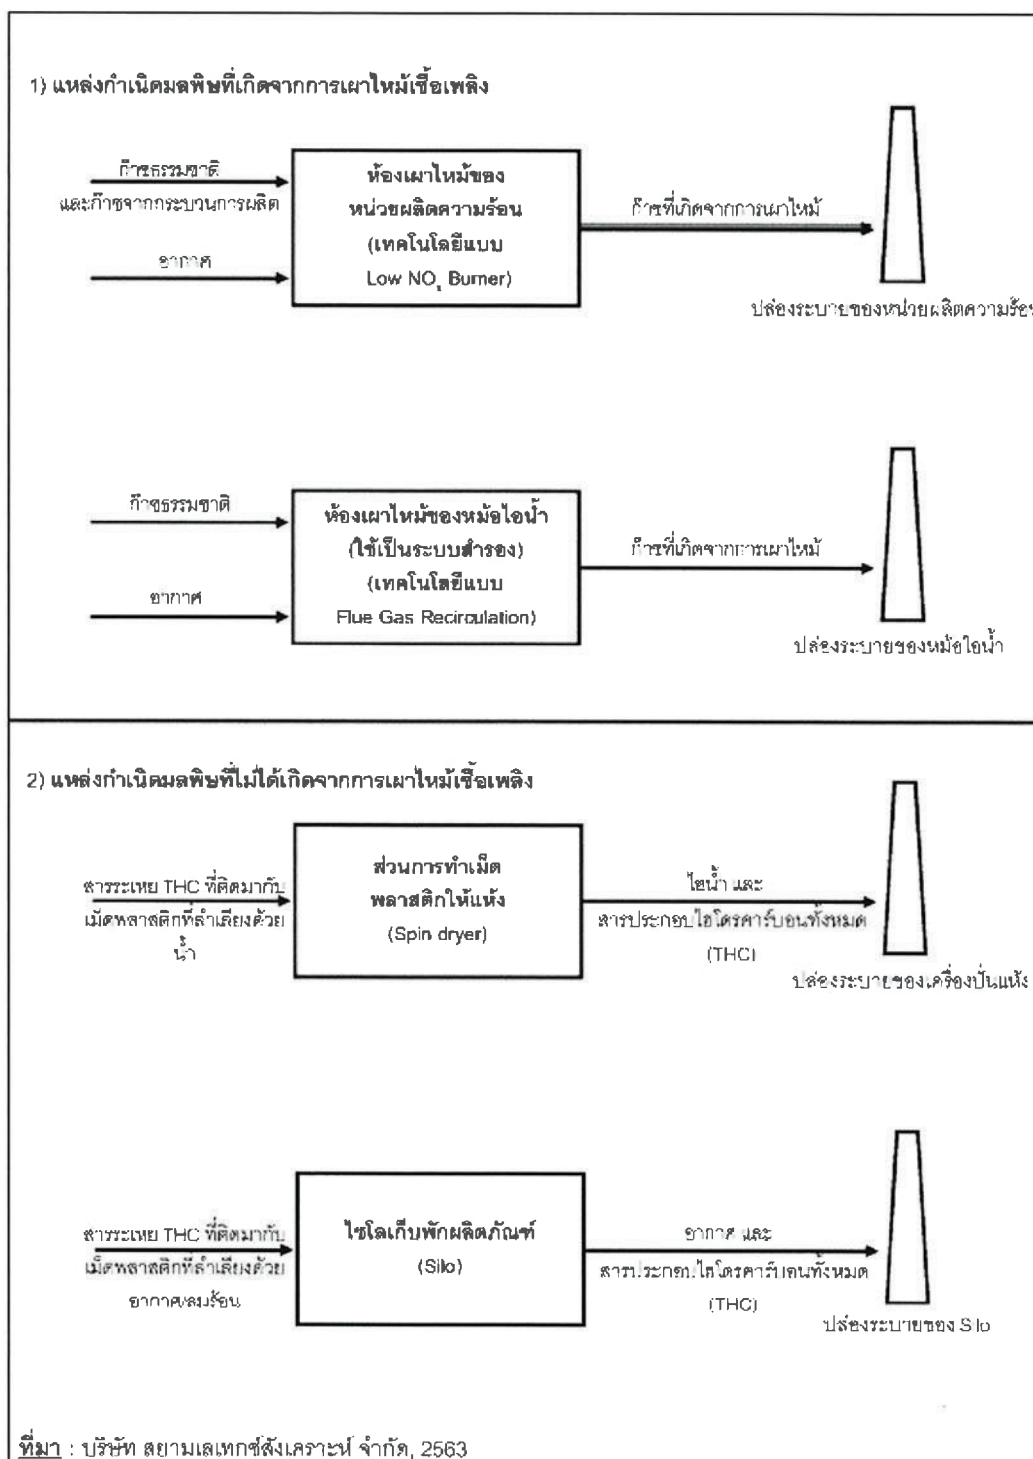 1) แหล่งกำเนิดมลพิษที่เกิดจากการเผาไหม้เชื้อเพลิง
ก๊าซธรรมชาติ
และก๊าซจากกระบวนการผลิต
อากาศ
ห้องเผาไหม้ของ
หน่วยผลิตความร้อน
(เทคโนโลยีแบบ
Low NOx Burner)
ก๊าซที่เกิดจากการเผาไหม้
ปล่องระบายของหน่วยผลิตความร้อน
ก๊าซธรรมชาติ
อากาศ
ห้องเผาไหม้ของหม้อไอน้ำ
(ใช้เป็นระบบสำรอง)
(เทคโนโลยีแบบ
Flue Gas Recirculation)
ก๊าซที่เกิดจากการเผาไหม้
ปล่องระบายของหม้อไอน้ำ
2) แหล่งกำเนิดมลพิษที่ไม่ได้เกิดจากการเผาไหม้เชื้อเพลิง
สารระเหย THC ที่ติดมากับ
เม็ดพลาสติกที่ลำเลียงด้วย
น้ำ
ส่วนการทำเม็ด
พลาสติกให้แห้ง
(Spin dryer)
ไอน้ำ และ
สารประกอบไฮโดรคาร์บอนทั้งหมด
(THC)
ปล่องระบายของเครื่องปั่นแห้ง
สารระเหย THC ที่ติดมากับ
เม็ดพลาสติกที่ลำเลียงด้วย
อากาศ/ลมร้อน
ไซโลเก็บพักผลิตภัณฑ์
(Silo)
อากาศ และ
สารประกอบไฮโดรคาร์บอนทั้งหมด
(THC)
ปล่องระบายของ Silo
ที่มา : บริษัท สยามเลเทกซ์สังเคราะห์ จำกัด, 2563